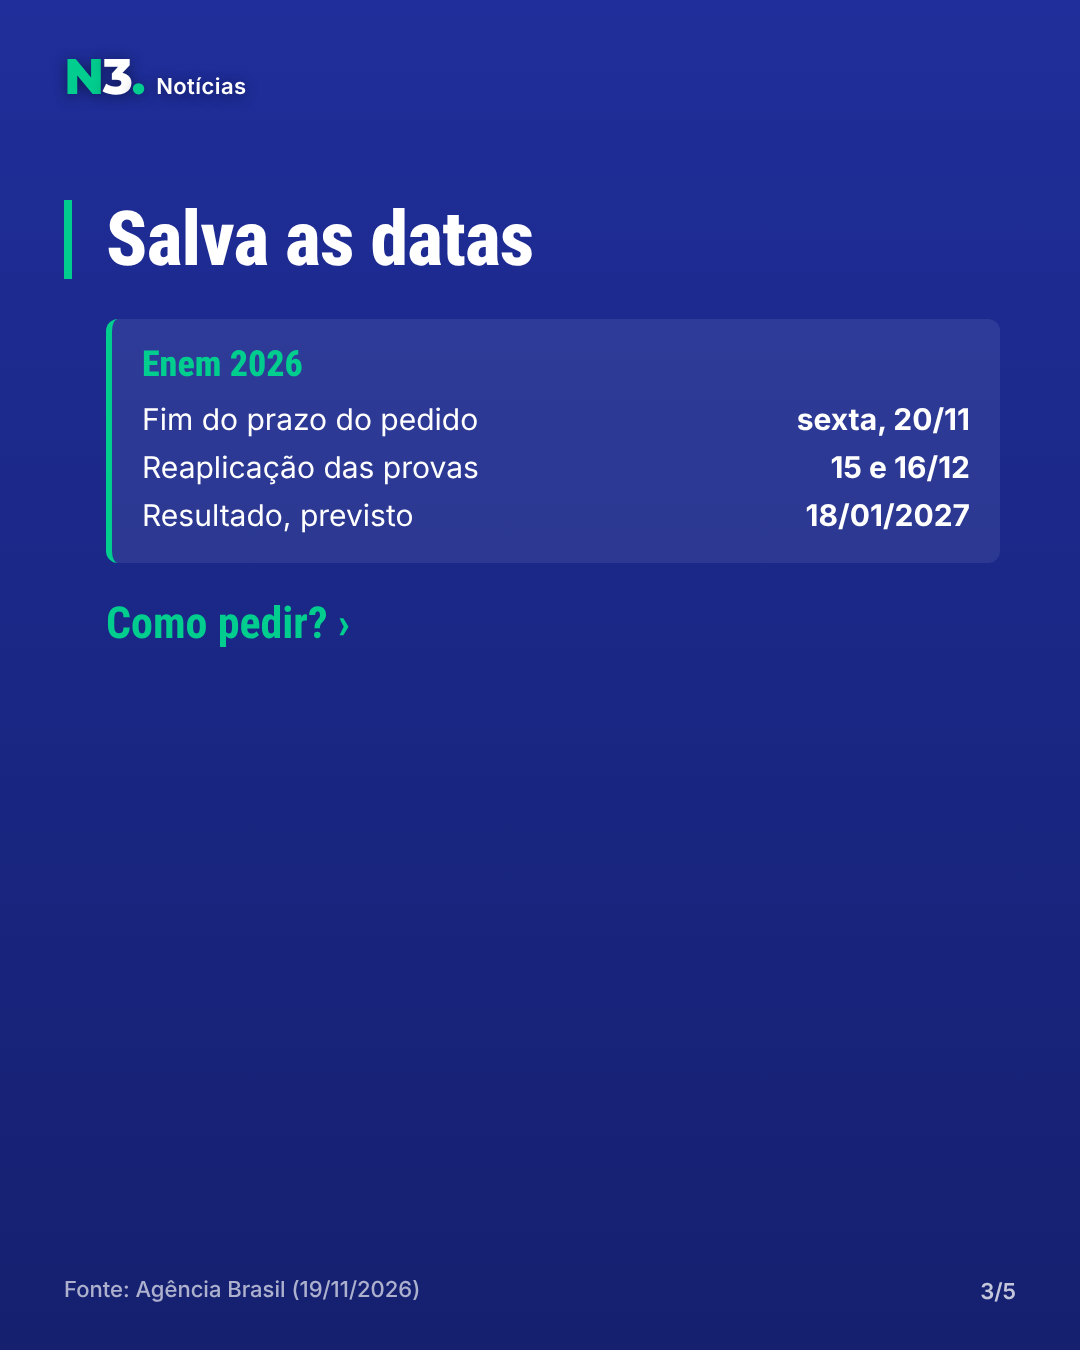 N3. Notícias
Salva as datas
Enem 2026
Fim do prazo do pedido sexta, 20/11
Reaplicação das provas 15 e 16/12
Resultado, previsto 18/01/2027
Como pedir? ›
Fonte: Agência Brasil (19/11/2026) 3/5